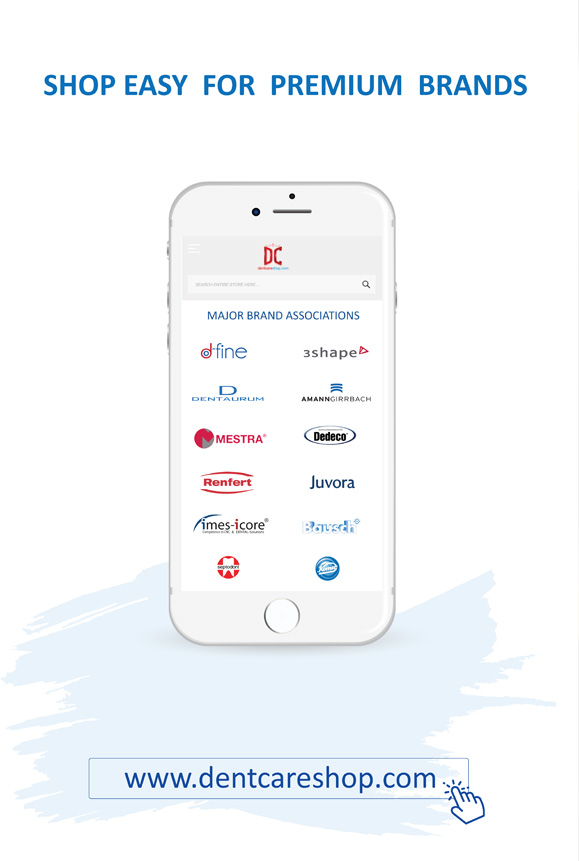 SHOP EASY FOR PREMIUM BRANDS
DC
dentcareshop.com
SEARCH ENTIRE STORE HERE...
MAJOR BRAND ASSOCIATIONS
d-fine
3shape
D
DENTAURUM
AMANNGIRRBACH
MESTRA®
Dedeco®
Renfert
Juvora
imes-icore®
Bausch
septodont
www.dentcareshop.com